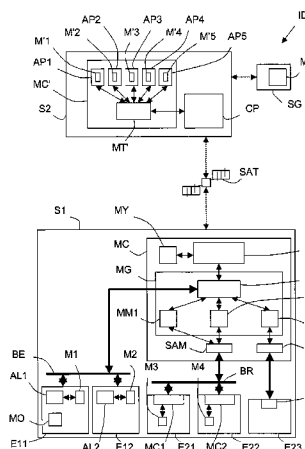 ID
AP2 M'3 AP3 AP4
M'2 M'4 AP5
M'1 M'5
AP1
MC'
S2
MT'
CP
M
SG
SAT
S1
MY
MC
MG
MM1
SAM
BE
M1 M2 M3 M4 BR
AL1
MO
AL2 MC1 MC2
E11 E12 E21 E22 E23